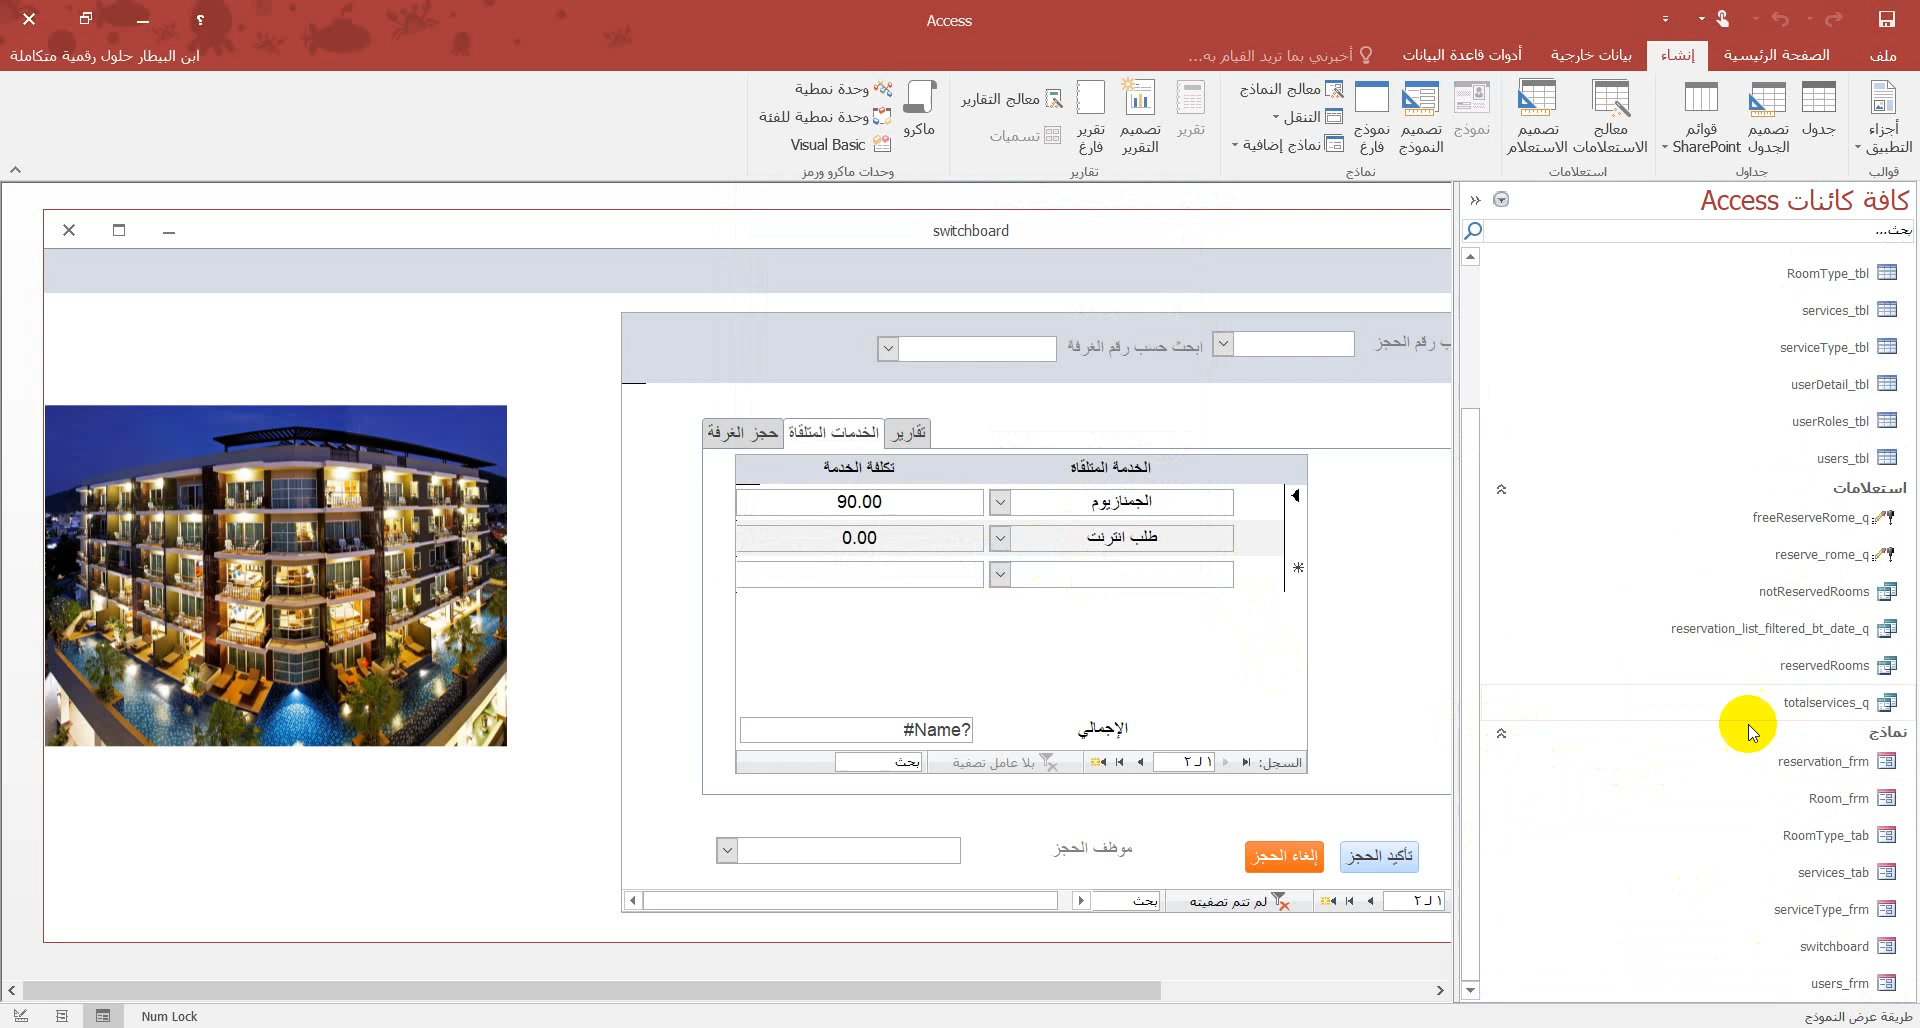 Access
ابن البيطار حلول رقمية متكاملة
ملف
الصفحة الرئيسية
إنشاء
بيانات خارجية
أدوات قاعدة البيانات
أخبرني بما تريد القيام به...
أجزاء التطبيق
قوالب
جدول
تصميم الجدول
قوائم SharePoint
جداول
معالج الاستعلامات
تصميم الاستعلام
استعلامات
نموذج
تصميم النموذج
نموذج فارغ
معالج النماذج
التنقل
نماذج إضافية
نماذج
تقرير
تصميم التقرير
تقرير فارغ
معالج التقارير
تسميات
تقارير
ماكرو
وحدة نمطية
وحدة نمطية للفئة
Visual Basic
وحدات ماكرو ورمز
كافة كائنات Access
بحث...
RoomType_tbl
services_tbl
serviceType_tbl
userDetail_tbl
userRoles_tbl
users_tbl
استعلامات
freeReserveRome_q
reserve_rome_q
notReservedRooms
reservation_list_filtered_bt_date_q
reservedRooms
totalservices_q
نماذج
reservation_frm
Room_frm
RoomType_tab
services_tab
serviceType_frm
switchboard
users_frm
switchboard
ب رقم الحجز
ابحث حسب رقم الغرفة
حجز الغرفة
الخدمات المتلقاة
تقارير
الخدمة المتلقاه
تكلفة الخدمة
الجمنازيوم
90.00
طلب انترنت
0.00
الإجمالي
#Name?
السجل:
١ لـ ٢
بلا عامل تصفية
بحث
موظف الحجز
إلغاء الحجز
تأكيد الحجز
١ لـ ٢
لم تتم تصفيته
بحث
Num Lock
طريقة عرض النموذج